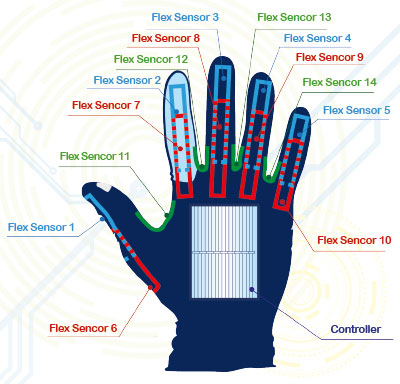 Flex Sensor 3
Flex Sencor 13
Flex Sencor 8
Flex Sensor 4
Flex Sencor 12
Flex Sencor 9
Flex Sensor 2
Flex Sencor 14
Flex Sencor 7
Flex Sensor 5
Flex Sencor 11
Flex Sensor 1
Flex Sencor 10
Flex Sencor 6
Controller